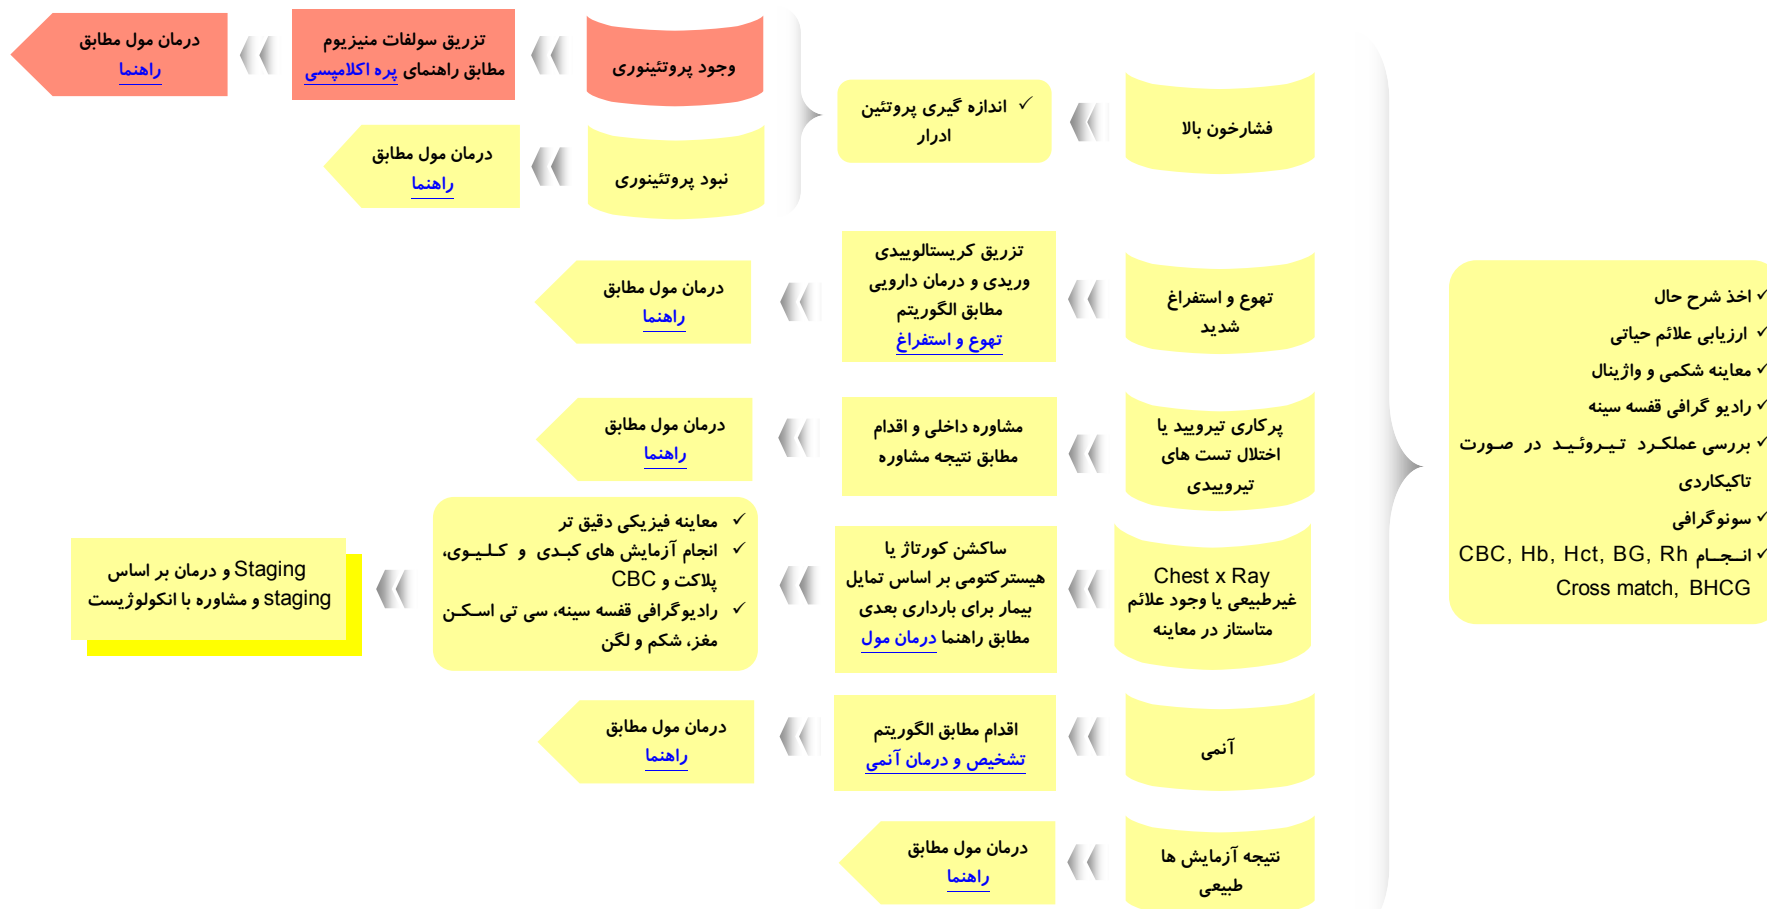 اخذ شرح حال
ارزیابی علائم حیاتی
معاینه شکمی و واژینال
رادیو گرافی قفسه سینه
بررسی عملکرد تیروئید در صورت
تاکیکاردی
سونوگرافی
انجام CBC, Hb, Hct, BG, Rh
Cross match, BHCG
فشارخون بالا
اندازه گیری پروتئین
ادرار
وجود پروتئینوری
تزریق سولفات منیزیوم
مطابق راهنمای پره اکلامپسی
درمان مول مطابق
راهنما
نبود پروتئینوری
درمان مول مطابق
راهنما
تهوع و استفراغ
شدید
تزریق کریستالوییدی
وریدی و درمان دارویی
مطابق الگوریتم
تهوع و استفراغ
درمان مول مطابق
راهنما
پرکاری تیرویید یا
اختلال تست های
تیروییدی
مشاوره داخلی و اقدام
مطابق نتیجه مشاوره
درمان مول مطابق
راهنما
Chest x Ray
غیرطبیعی یا وجود علائم
متاستاز در معاینه
ساکشن کورتاژ یا
هیسترکتومی بر اساس تمایل
بیمار برای بارداری بعدی
مطابق راهنما درمان مول
معاینه فیزیکی دقیق تر
انجام آزمایش های کبدی و کلیوی،
پلاکت و CBC
رادیوگرافی قفسه سینه، سی تی اسکن
مغز، شکم و لگن
Staging و درمان بر اساس
staging و مشاوره با انکولوژیست
آنمی
اقدام مطابق الگوریتم
تشخیص و درمان آنمی
درمان مول مطابق
راهنما
نتیجه آزمایش ها
طبیعی
درمان مول مطابق
راهنما